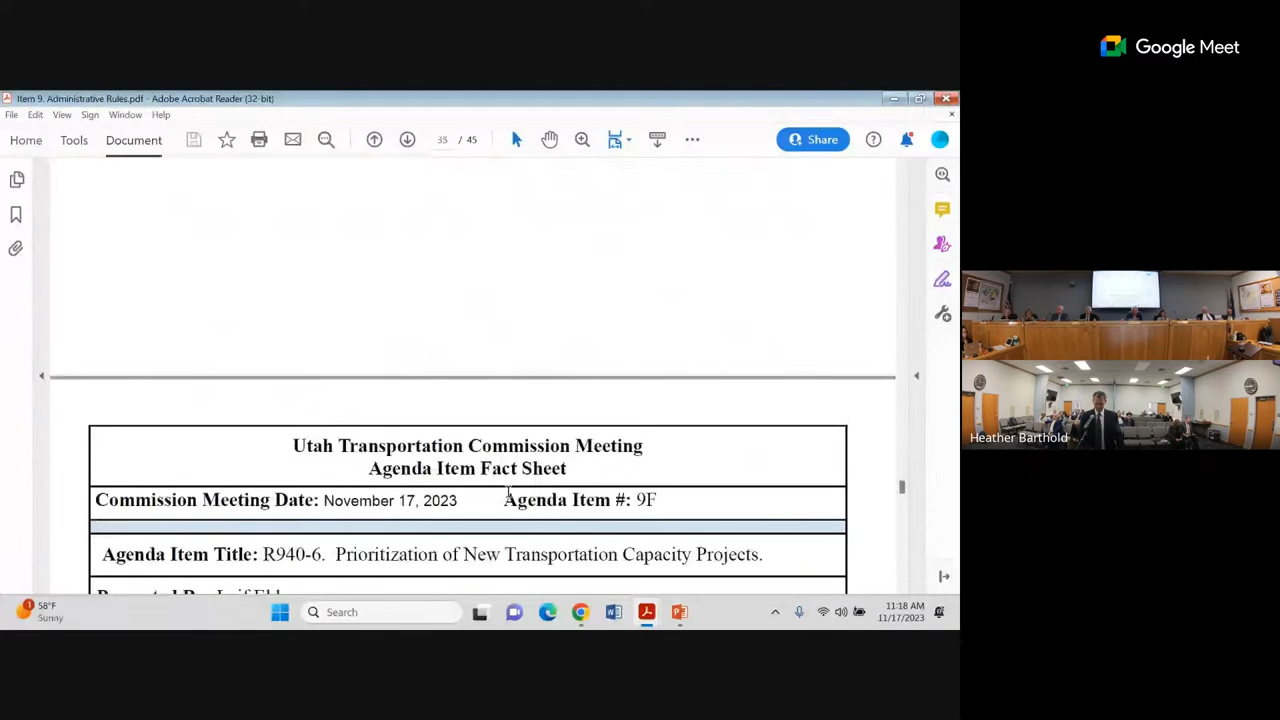 Google Meet
Item 9. Administrative Rules.pdf - Adobe Acrobat Reader (32-bit)
File Edit View Sign Window Help
Home Tools Document 35 / 45 Share
Utah Transportation Commission Meeting
Agenda Item Fact Sheet
Commission Meeting Date: November 17, 2023 Agenda Item #: 9F
Agenda Item Title: R940-6. Prioritization of New Transportation Capacity Projects.
Heather Barthold
1
58°F
Sunny
Search
11:18 AM
11/17/2023